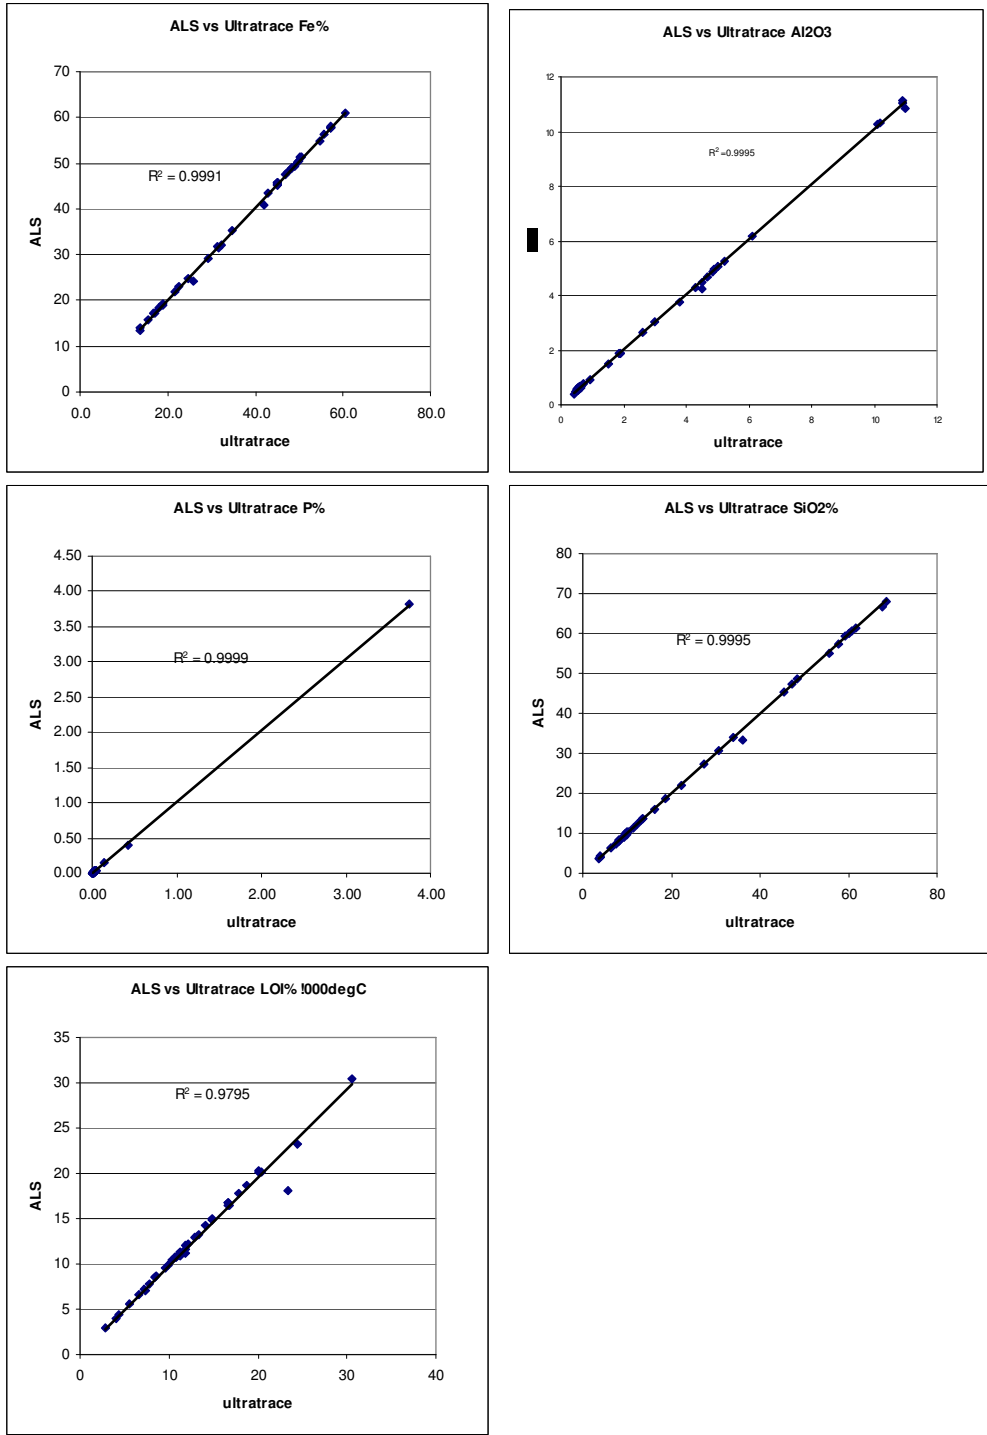 ALS vs Ultratrace Fe%
70
60
50
40
30
20
10
0
R² = 0.9991
ALS
0.0 20.0 40.0 60.0 80.0
ultratrace
ALS vs Ultratrace Al2O3
12
10
8
6
4
2
0
R² =0.9995
0 2 4 6 8 10 12
ultratrace
ALS vs Ultratrace P%
4.50
4.00
3.50
3.00
2.50
2.00
1.50
1.00
0.50
0.00
R² = 0.9999
ALS
0.00 1.00 2.00 3.00 4.00
ultratrace
ALS vs Ultratrace SiO2%
80
70
60
50
40
30
20
10
0
R² = 0.9995
ALS
0 20 40 60 80
ultratrace
ALS vs Ultratrace LOI% !000degC
35
30
25
20
15
10
5
0
R² = 0.9795
ALS
0 10 20 30 40
ultratrace